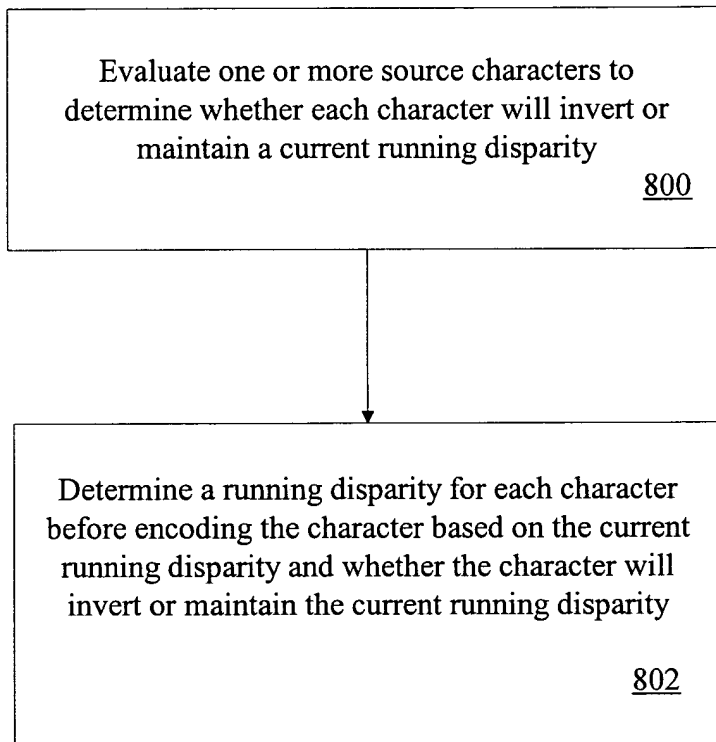 Evaluate one or more source characters to
determine whether each character will invert or
maintain a current running disparity
800
Determine a running disparity for each character
before encoding the character based on the current
running disparity and whether the character will
invert or maintain the current running disparity
802